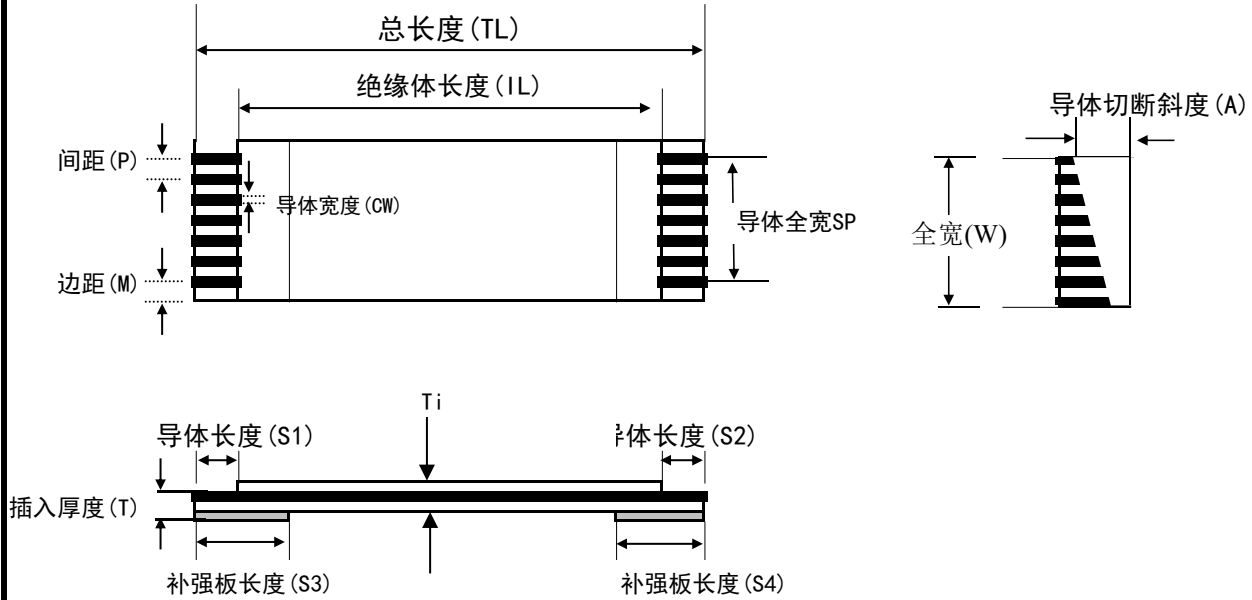 总长度(TL)
绝缘体长度(IL)
导体切断斜度(A)
间距(P)
导体宽度(CW)
导体全宽SP
全宽(W)
边距(M)
Ti
导体长度(S1)
体长度(S2)
插入厚度(T)
补强板长度(S3)
补强板长度(S4)